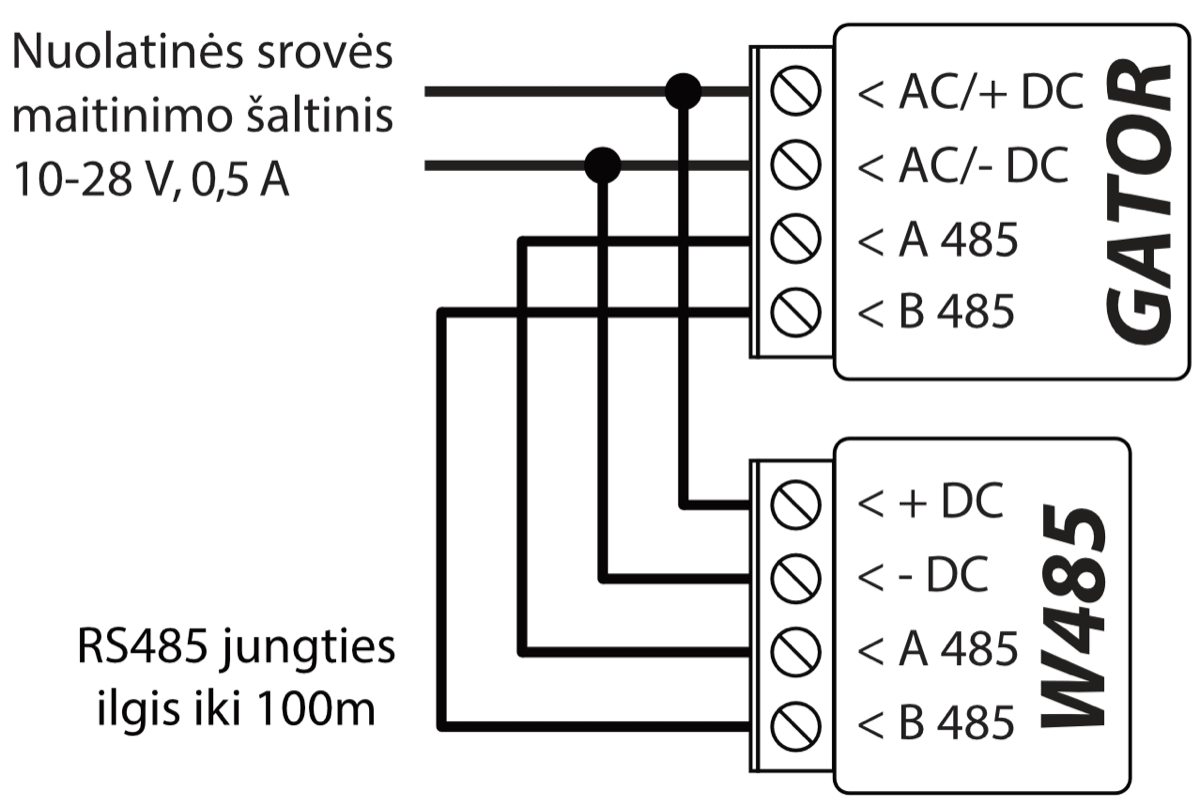 Nuolatinės srovės
maitinimo šaltinis
10-28 V, 0,5 A
< AC/+ DC
< AC/- DC
< A 485
< B 485
GATOR
< + DC
< - DC
< A 485
< B 485
W485
RS485 jungties
ilgis iki 100m